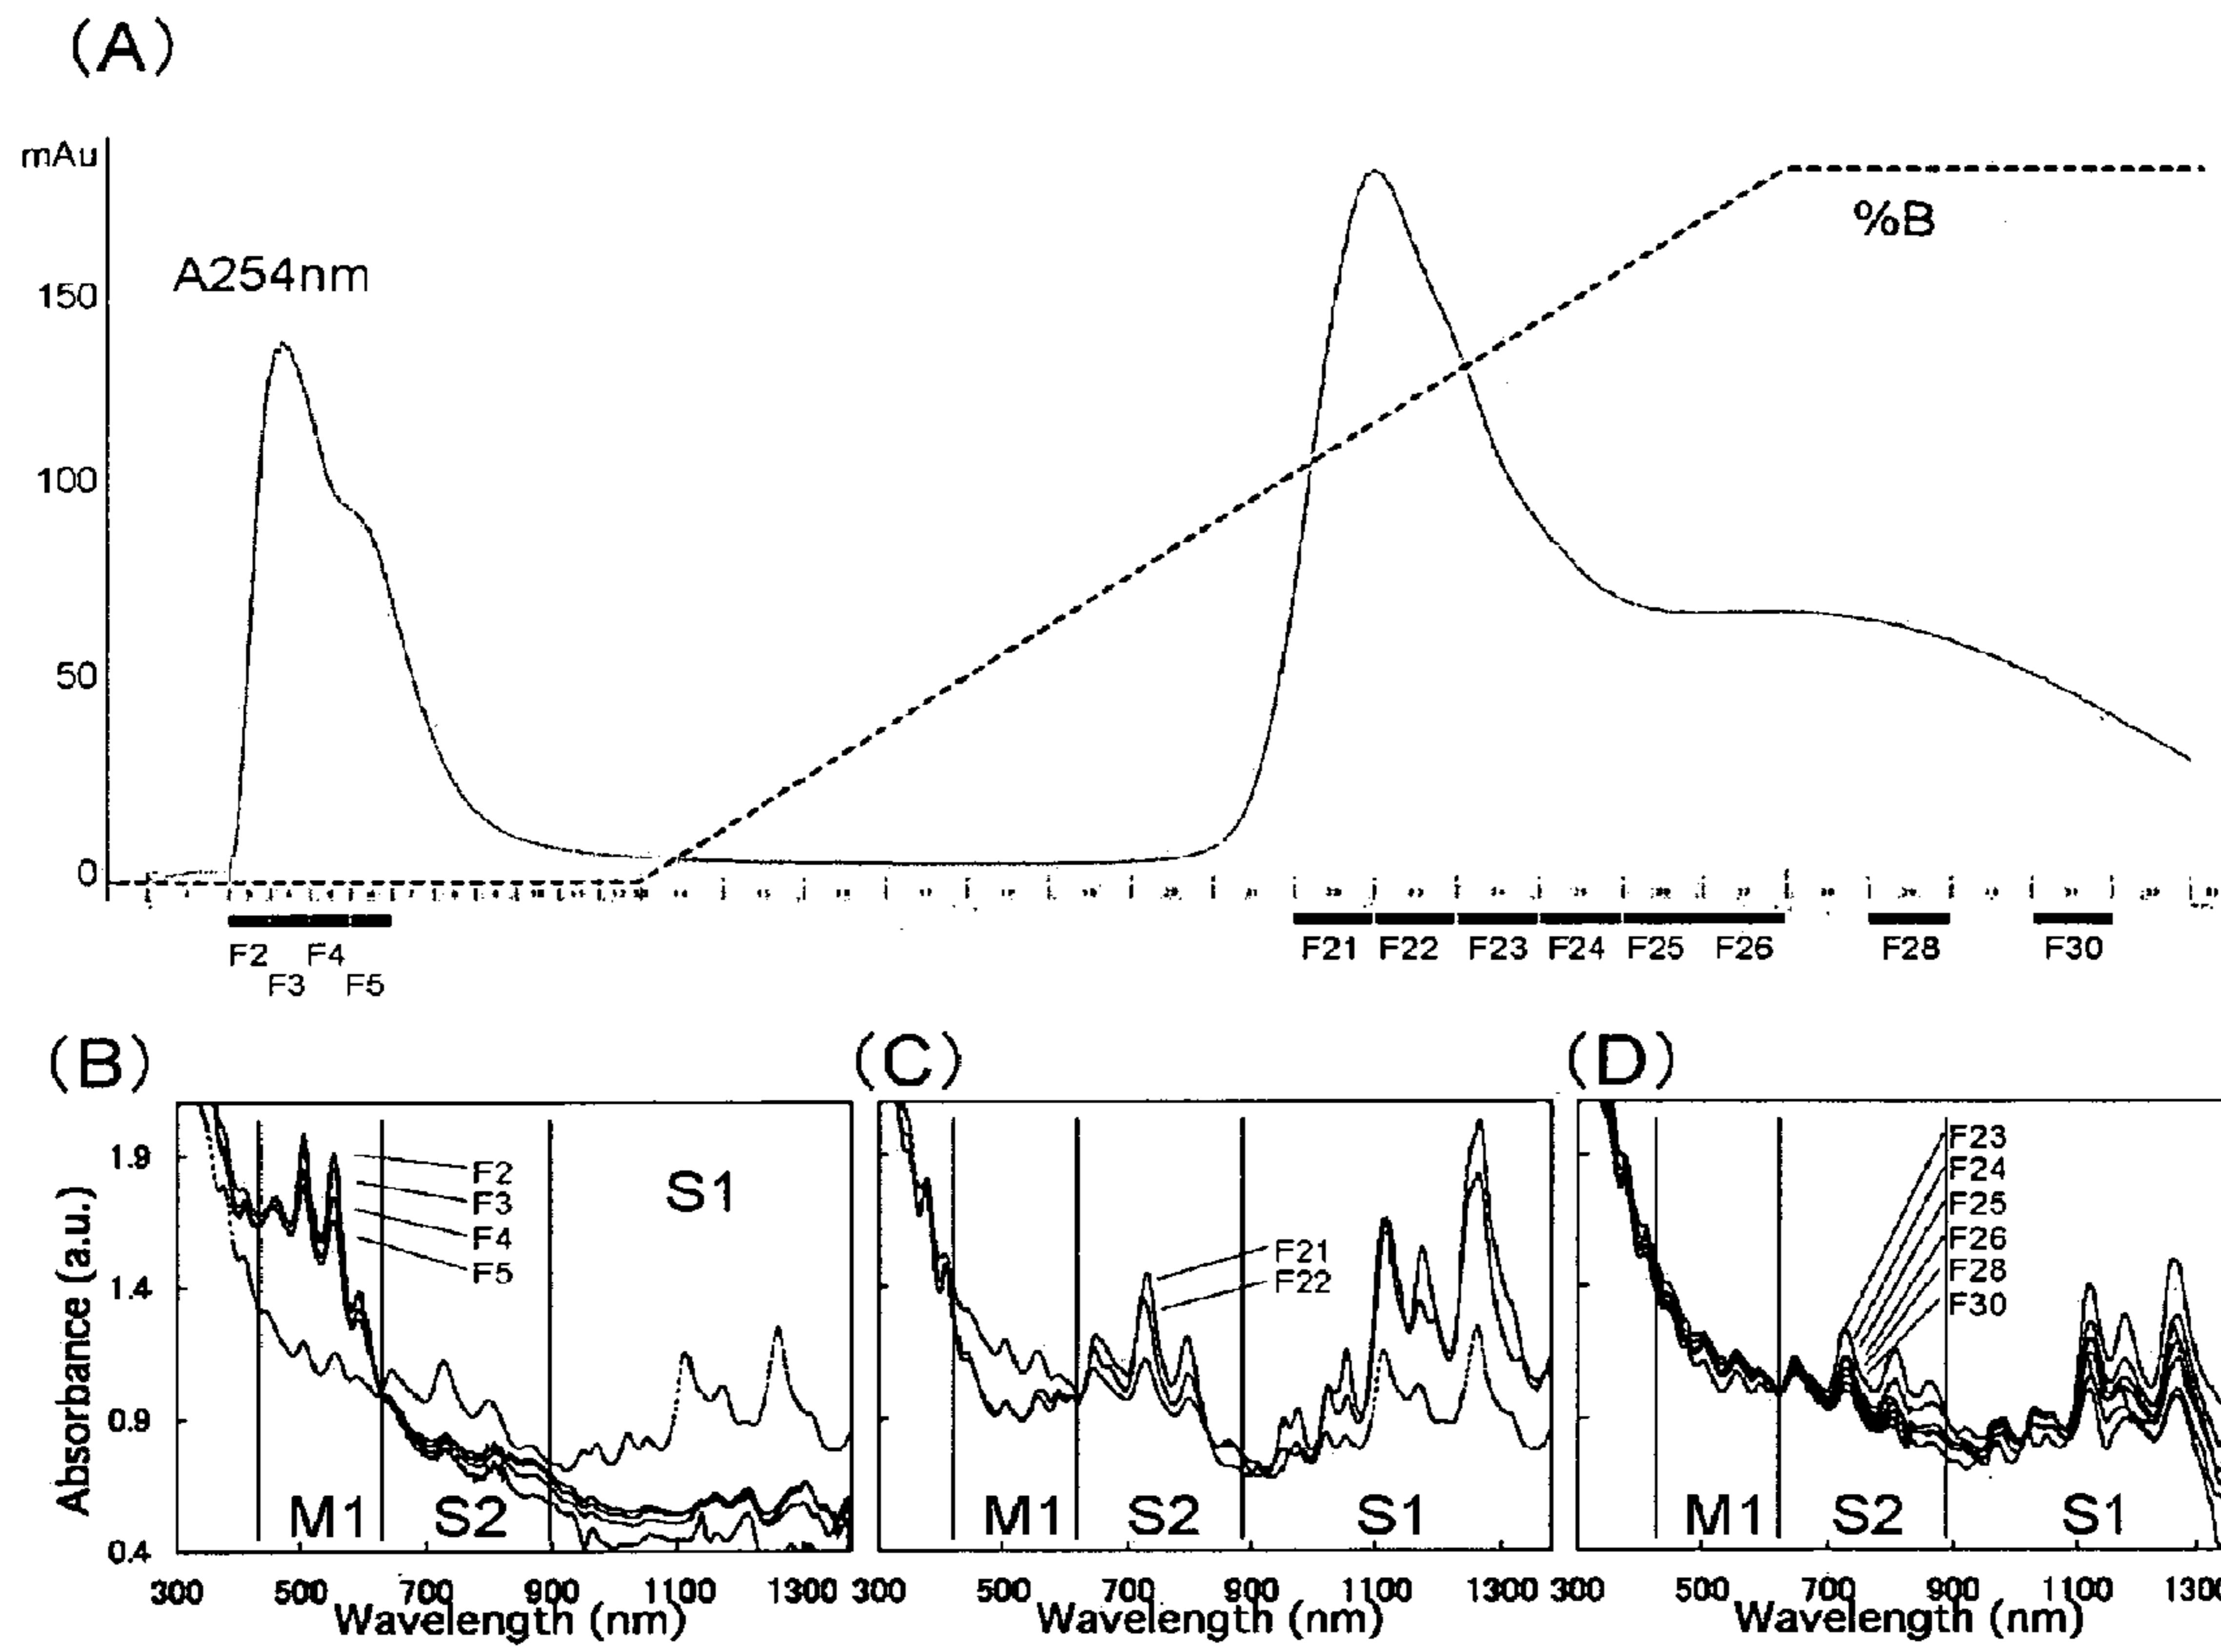 (A)
mAu
A254nm
%B
150
100
50
0
F2 F4 F21 F22 F23 F24 F25 F26 F28 F30
F3 F5
(B) (C) (D)
1.9
1.4
0.9
0.4
Absorbance (a.u.)
F2
F3
F4
F5
S1
M1 S2
F21
F22
M1 S2 S1
F23
F24
F25
F26
F28
F30
M1 S2 S1
300 500 700 900 1100 1300 300 500 700 900 1100 1300 300 500 700 900 1100
Wavelength (nm) Wavelength (nm) Wavelength (nm)